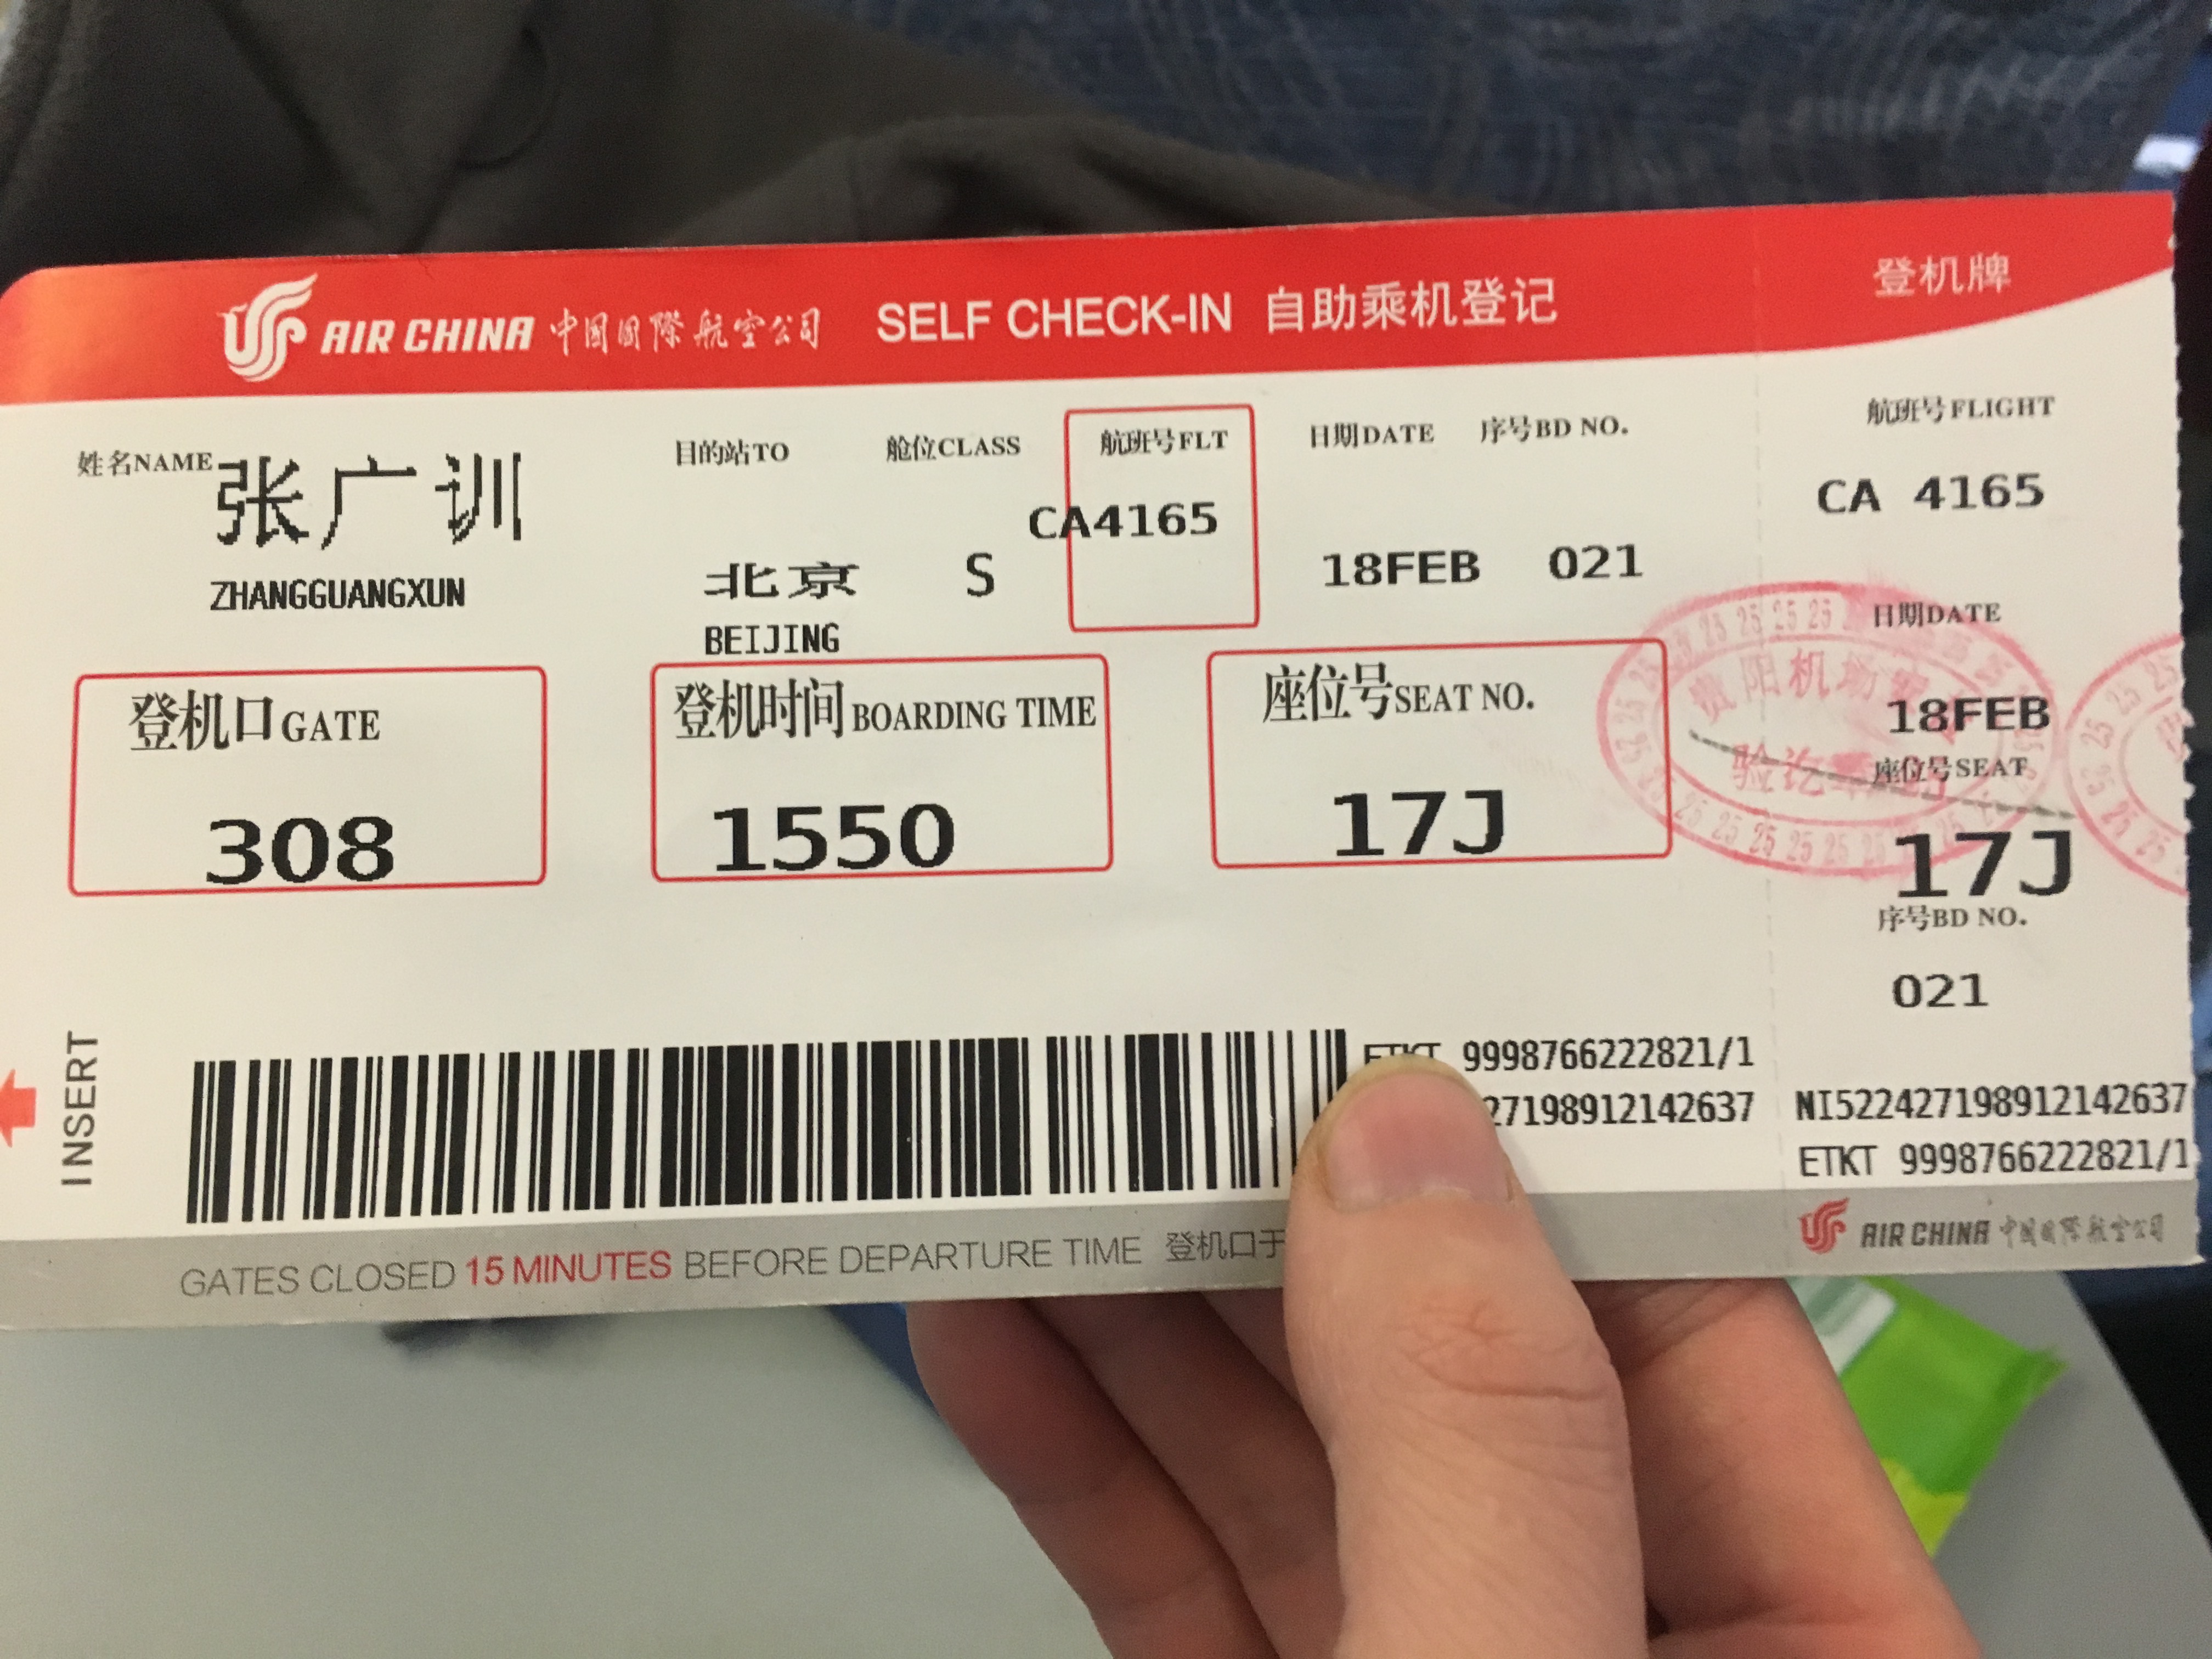 AIR CHINA 中国国際航空公司 SELF CHECK-IN 自助乘机登记 登机牌
姓名NAME 张广训
ZHANGGUANGXUN
目的站TO
北京
BEIJING
舱位CLASS
S
航班号FLT
CA4165
日期DATE
18FEB
序号BD NO.
021
登机口GATE
308
登机时间BOARDING TIME
1550
座位号SEAT NO.
17J
INSERT
ETKT 9998766222821/1
27198912142637
GATES CLOSED 15 MINUTES BEFORE DEPARTURE TIME 登机口于
航班号FLIGHT
CA 4165
日期DATE
18FEB
座位号SEAT
17J
序号BD NO.
021
NI522427198912142637
ETKT 9998766222821/1
AIR CHINA 中国国際航空公司
贵阳机场
验讫